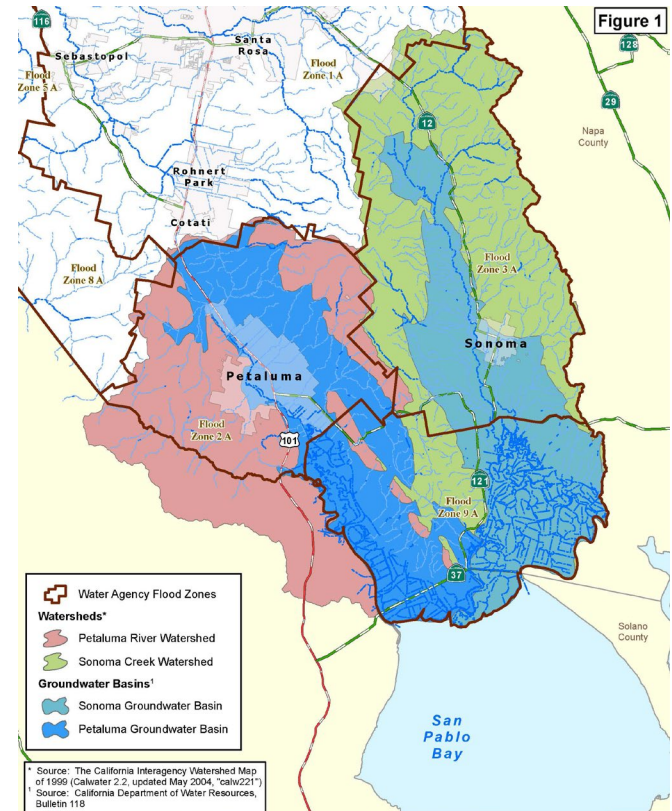 Figure 1
116
Santa
Rosa
Sebastopol
Flood
Zone 5 A
Flood
Zone 1 A
128
29
12
Napa
County
Rohnert
Park
Cotati
Flood
Zone 8 A
Flood
Zone 3 A
Sonoma
Petaluma
Flood
Zone 2 A
101
121
Flood
Zone 9 A
37
Solano
County
San
Pablo
Bay
Water Agency Flood Zones
Watersheds*
Petaluma River Watershed
Sonoma Creek Watershed
Groundwater Basins¹
Sonoma Groundwater Basin
Petaluma Groundwater Basin
* Source: The California Interagency Watershed Map
of 1999 (Calwater 2.2, updated May 2004, "calw221")
¹ Source: California Department of Water Resources,
Bulletin 118